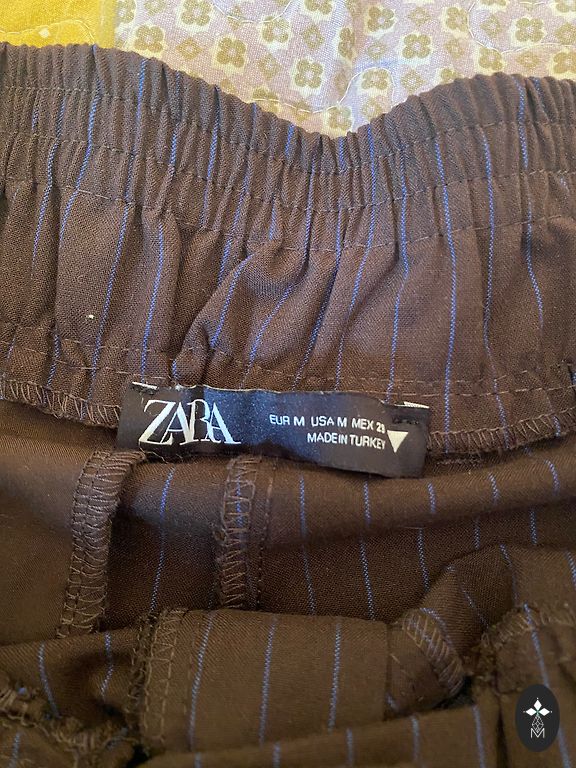 ZARA
EUR M USA M MEX 28
MADE IN TURKEY
M